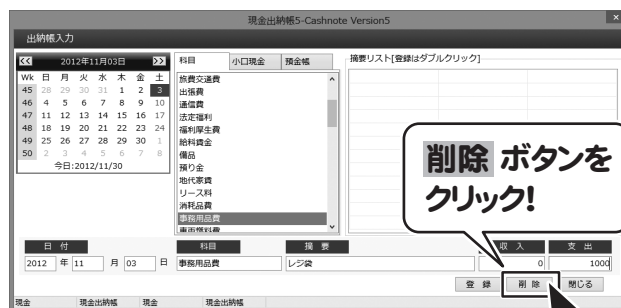 現金出納帳5-Cashnote Version5
出納帳入力
2012年11月03日
Wk 日 月 火 水 木 金 土
45 28 29 30 31 1 2 3
46 4 5 6 7 8 9 10
47 11 12 13 14 15 16 17
48 18 19 20 21 22 23 24
49 25 26 27 28 29 30 1
50 2 3 4 5 6 7 8
今日:2012/11/30
科目 小口現金 預金帳
旅費交通費
出張費
通信費
法定福利
福利厚生費
給料賃金
備品
預り金
地代家賃
リース料
消耗品費
事務用品費
車両燃料費
摘要リスト[登録はダブルクリック]
削除 ボタンを
クリック!
日 付 科目 摘 要 収 入 支 出
2012 年 11 月 03 日 事務用品費 レジ袋 0 1000
登 録 削 除 閉じる
現金 現金出納帳 現金 現金出納帳